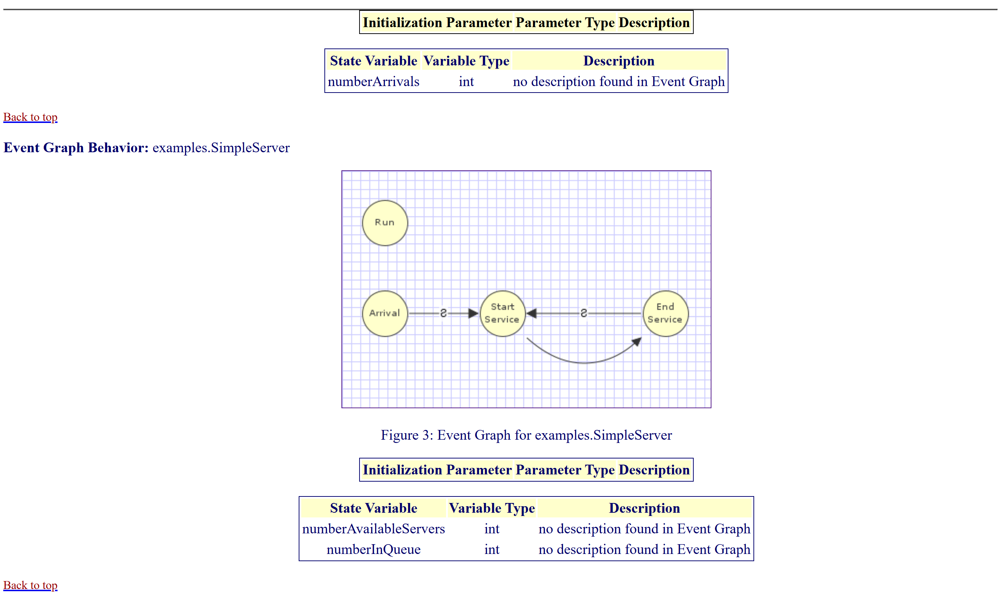 Initialization Parameter Parameter Type Description
State Variable Variable Type Description
numberArrivals int no description found in Event Graph
Back to top
Event Graph Behavior: examples.SimpleServer
Run
Arrival
Start
Service
End
Service
Figure 3: Event Graph for examples.SimpleServer
Initialization Parameter Parameter Type Description
State Variable Variable Type Description
numberAvailableServers int no description found in Event Graph
numberInQueue int no description found in Event Graph
Back to top